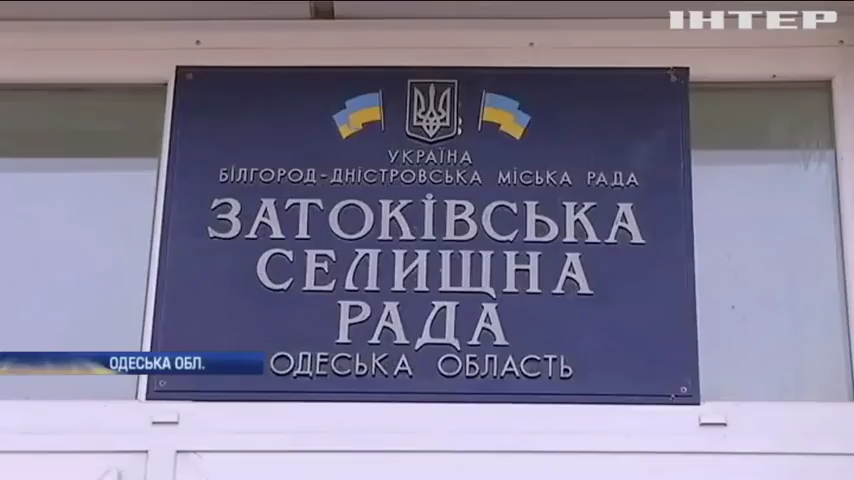 ІНТЕР
УКРАЇНА
БІЛГОРОД-ДНІСТРОВСЬКА МІСЬКА РАДА
ЗАТОКІВСЬКА
СЕЛИЩНА
РАДА
ОДЕСЬКА ОБЛАСТЬ
ОДЕСЬКА ОБЛ.